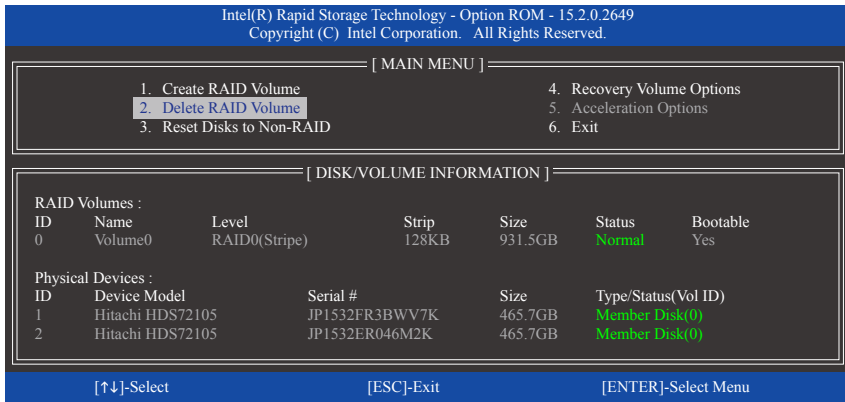 Intel(R) Rapid Storage Technology - Option ROM - 15.2.0.2649
Copyright (C) Intel Corporation. All Rights Reserved.
[ MAIN MENU ]
1. Create RAID Volume 4. Recovery Volume Options
2. Delete RAID Volume 5. Acceleration Options
3. Reset Disks to Non-RAID 6. Exit
[ DISK/VOLUME INFORMATION ]
RAID Volumes :
ID Name Level Strip Size Status Bootable
0 Volume0 RAID0(Stripe) 128KB 931.5GB Normal Yes
Physical Devices :
ID Device Model Serial # Size Type/Status(Vol ID)
1 Hitachi HDS72105 JP1532FR3BWV7K 465.7GB Member Disk(0)
2 Hitachi HDS72105 JP1532ER046M2K 465.7GB Member Disk(0)
[↑↓]-Select [ESC]-Exit [ENTER]-Select Menu